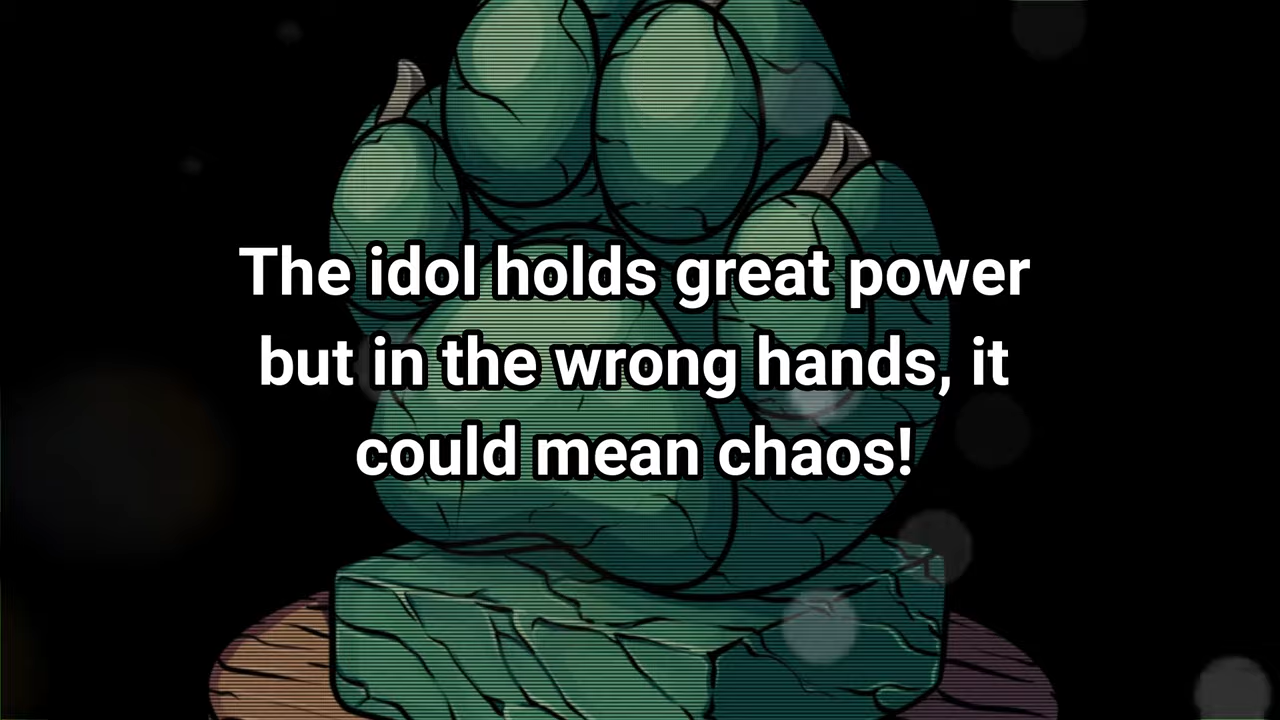 The idol holds great power
but in the wrong hands, it
could mean chaos!